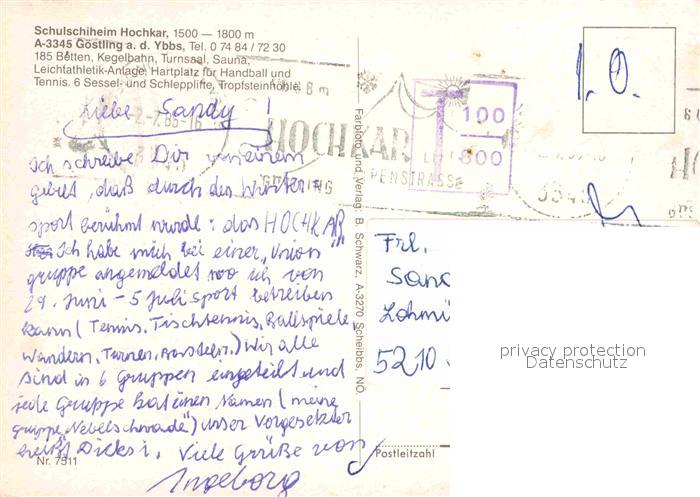 Schulschiheim Hochkar, 1500 — 1800 m
A-3345 Göstling a. d. Ybbs, Tel. 0 74 84 / 72 30
185 Betten, Kegelbahn, Turnsaal, Sauna,
Leichtathletik-Anlage, Hartplatz für Handball und
Tennis. 6 Sessel- und Schlepplifte, Tropfsteinhöhle.
Liebe Sandy!
Ich schreibe Dir von einem
gebiet, daß durch den Winter-
sport berühmt wurde: das HOCHKAR
Ich habe mich bei einer „Union"
gruppe angemeldet wo ich von
29. Juni – 5 Juli Sport betreiben
kann (Tennis, Tischtennis, Ballspiele,
Wandern, Turnen, Basteln.) Wir alle
sind in 6 Gruppen eingeteilt und
jede Gruppe hat einen Namen (meine
gruppe „Nebelschwade") unser Vorgesetzter
heißt Dicksi. Viele Grüße von
Ingeborg
Nr. 7511
Farbfoto und Verlag: B. Schwarz, A-3270 Scheibbs, NÖ.
HOCHKAR
T 100
800
I. O.
Frl.
Sand
Lohm
5210
Postleitzahl
privacy protection
Datenschutz